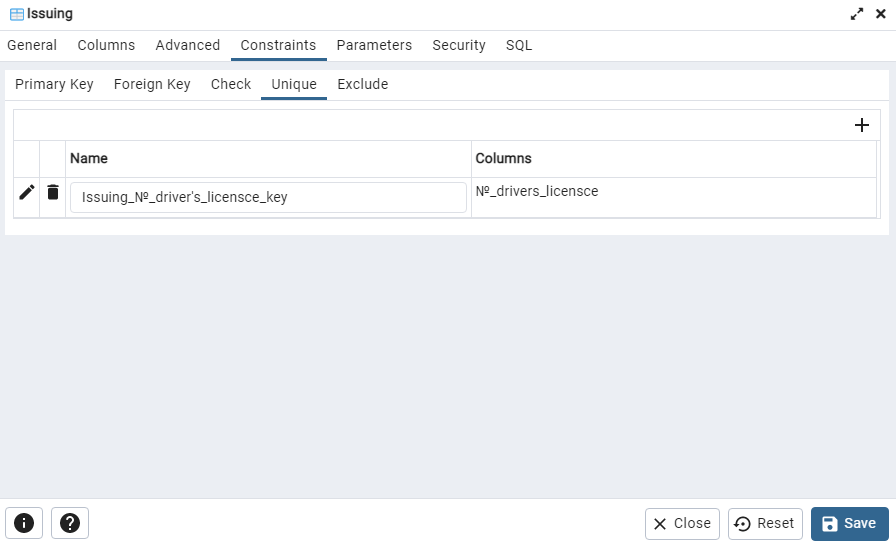 Issuing
General Columns Advanced Constraints Parameters Security SQL
Primary Key Foreign Key Check Unique Exclude
Name Columns
Issuing_№_driver's_licensce_key №_drivers_licensce
Close Reset Save